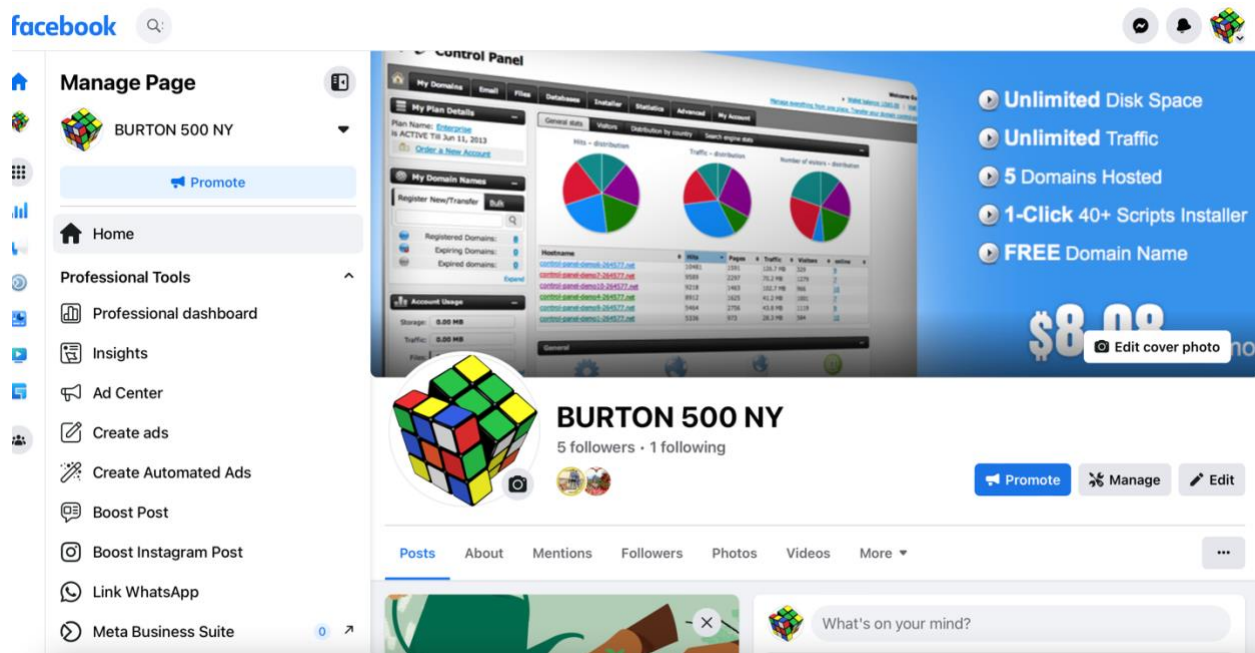 facebook
Manage Page
BURTON 500 NY
Promote
Home
Professional Tools
Professional dashboard
Insights
Ad Center
Create ads
Create Automated Ads
Boost Post
Boost Instagram Post
Link WhatsApp
Meta Business Suite 0
Control Panel
My Domains Email Files Databases Installer Statistics Advanced My Account
My Plan Details
Plan Name: Enterprise
is ACTIVE Till Jun 11, 2013
Order a New Account
My Domain Names
Register New/Transfer Bulk
Registered Domains:
Expiring Domains:
Expired domains:
Expand
Account Usage
Storage: 0.00 MB
Traffic: 0.00 MB
General stats Visitors Distribution by country Search engine stats
Hits - distribution
Traffic - distribution
Number of visitors - distribution
Hostname Hits Pages Traffic Visitors online
General
Unlimited Disk Space
Unlimited Traffic
5 Domains Hosted
1-Click 40+ Scripts Installer
FREE Domain Name
Edit cover photo
BURTON 500 NY
5 followers • 1 following
Promote Manage Edit
Posts About Mentions Followers Photos Videos More
What's on your mind?